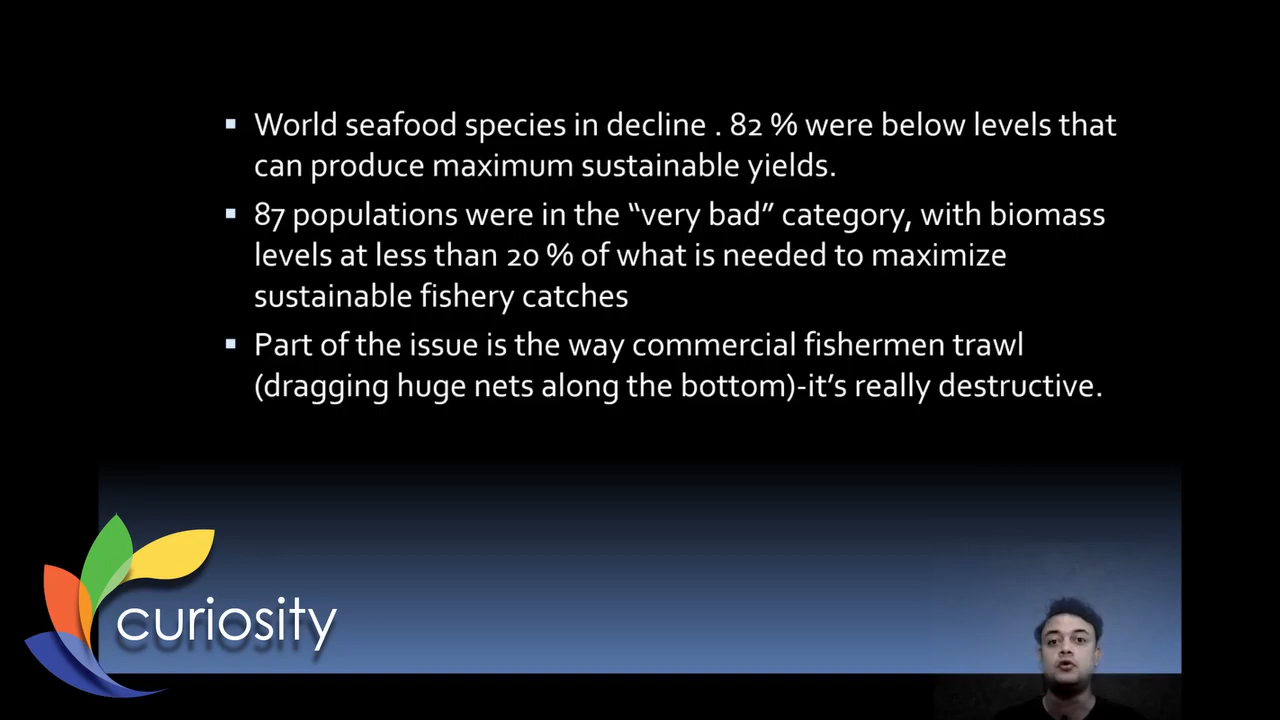 World seafood species in decline . 82 % were below levels that
can produce maximum sustainable yields.
87 populations were in the “very bad” category, with biomass
levels at less than 20 % of what is needed to maximize
sustainable fishery catches
Part of the issue is the way commercial fishermen trawl
(dragging huge nets along the bottom)-it’s really destructive.
curiosity